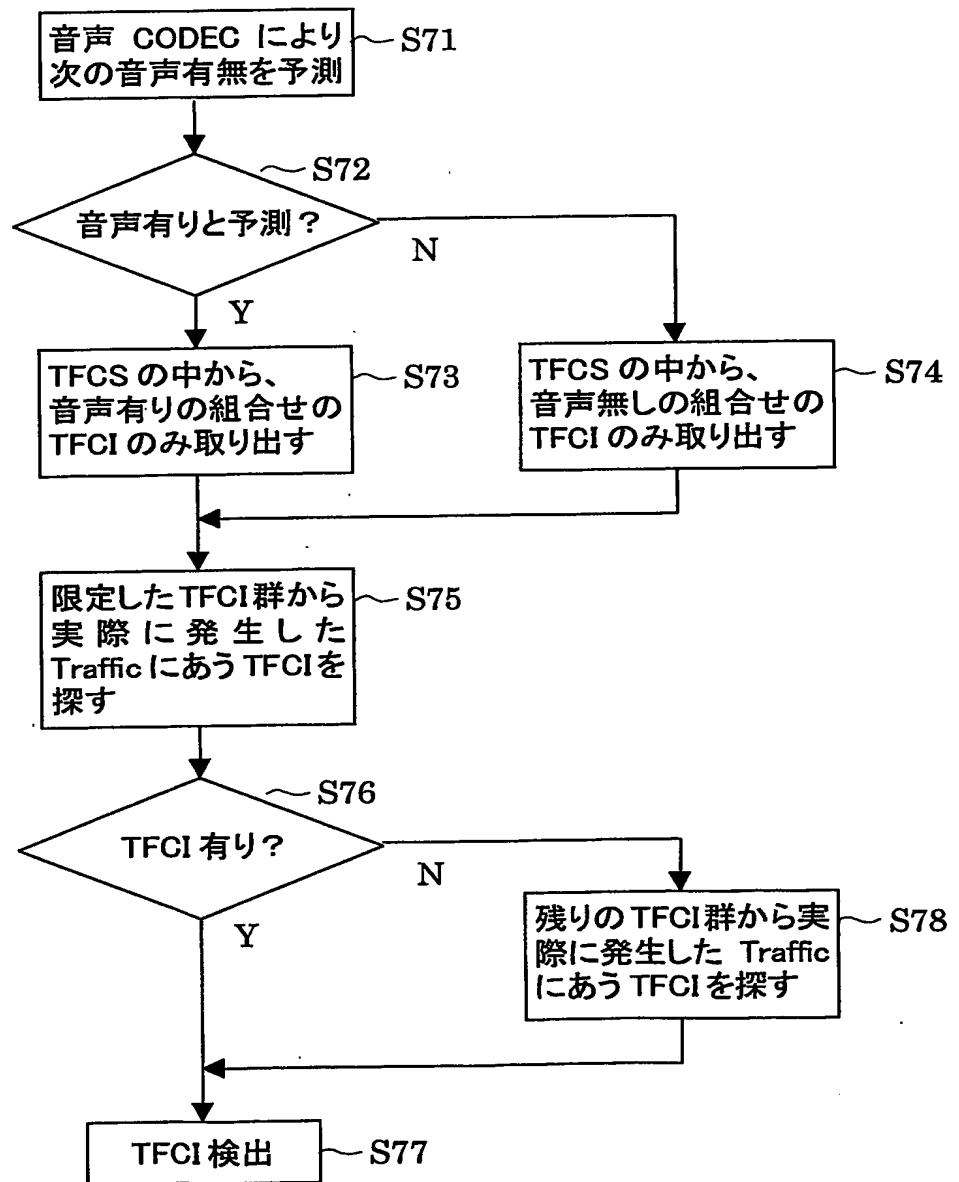 音声 CODEC により
次の音声有無を予測
S71
S72
音声有りと予測？
N
Y
TFCS の中から、
音声有りの組合せの
TFCI のみ取り出す
S73
TFCS の中から、
音声無しの組合せの
TFCI のみ取り出す
S74
限定した TFCI 群から
実際に発生した
Traffic にあう TFCI を
探す
S75
S76
TFCI 有り？
N
Y
残りの TFCI 群から実
際に発生した Traffic
にあう TFCI を探す
S78
TFCI 検出
S77